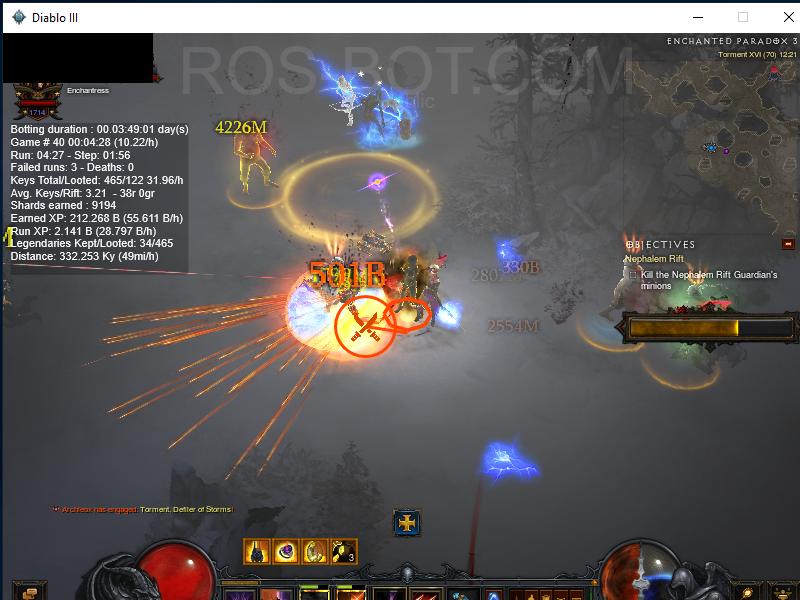 Diablo III
ROS-BOT.COM
ENCHANTED PARADOX 3
Torment XVI (70) 12:21
Enchantress
1714
4226M
Botting duration : 00.03:49:01 day(s)
Game # 40 00:04:28 (10.22/h)
Run: 04:27 - Step: 01:56
Failed runs: 3 - Deaths: 0
Keys Total/Looted: 465/122 31.96/h
Avg. Keys/Rift: 3.21 - 38r 0gr
Shards earned : 9194
Earned XP: 212.268 B (55.611 B/h)
Run XP: 2.141 B (28.797 B/h)
Legendaries Kept/Looted: 34/465
Distance: 332.253 Ky (49mi/h)
OBJECTIVES
Nephalem Rift
Kill the Nephalem Rift Guardian's
minions
501B
330B
2554M
Archleox has engaged Torment, Defiler of Storms!
3